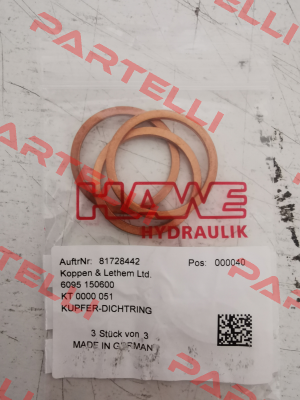 PARTELLI
HAWE
HYDRAULIK
AuftrNr: 81728442 Pos: 000040
Koppen & Lethem Ltd.
6095 150600
KT 0000 051
KUPFER-DICHTRING
3 Stück von 3
MADE IN GERMANY